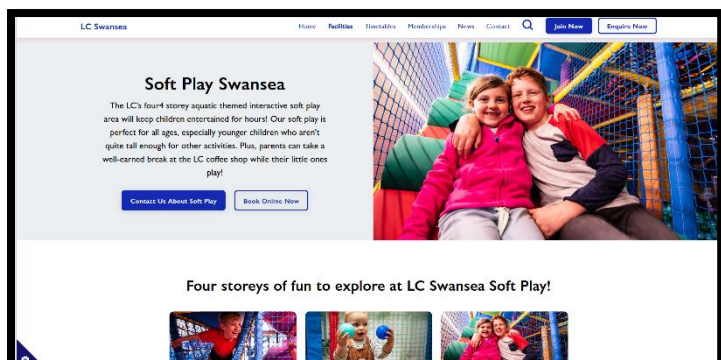 LC Swansea
Home Facilities Timetables Memberships News Contact Join Now Enquire Now
Soft Play Swansea
The LC's four4 storey aquatic themed interactive soft play
area will keep children entertained for hours! Our soft play is
perfect for all ages, especially younger children who aren't
quite tall enough for other activities. Plus, parents can take a
well-earned break at the LC coffee shop while their little ones
play!
Contact Us About Soft Play Book Online Now
Four storeys of fun to explore at LC Swansea Soft Play!